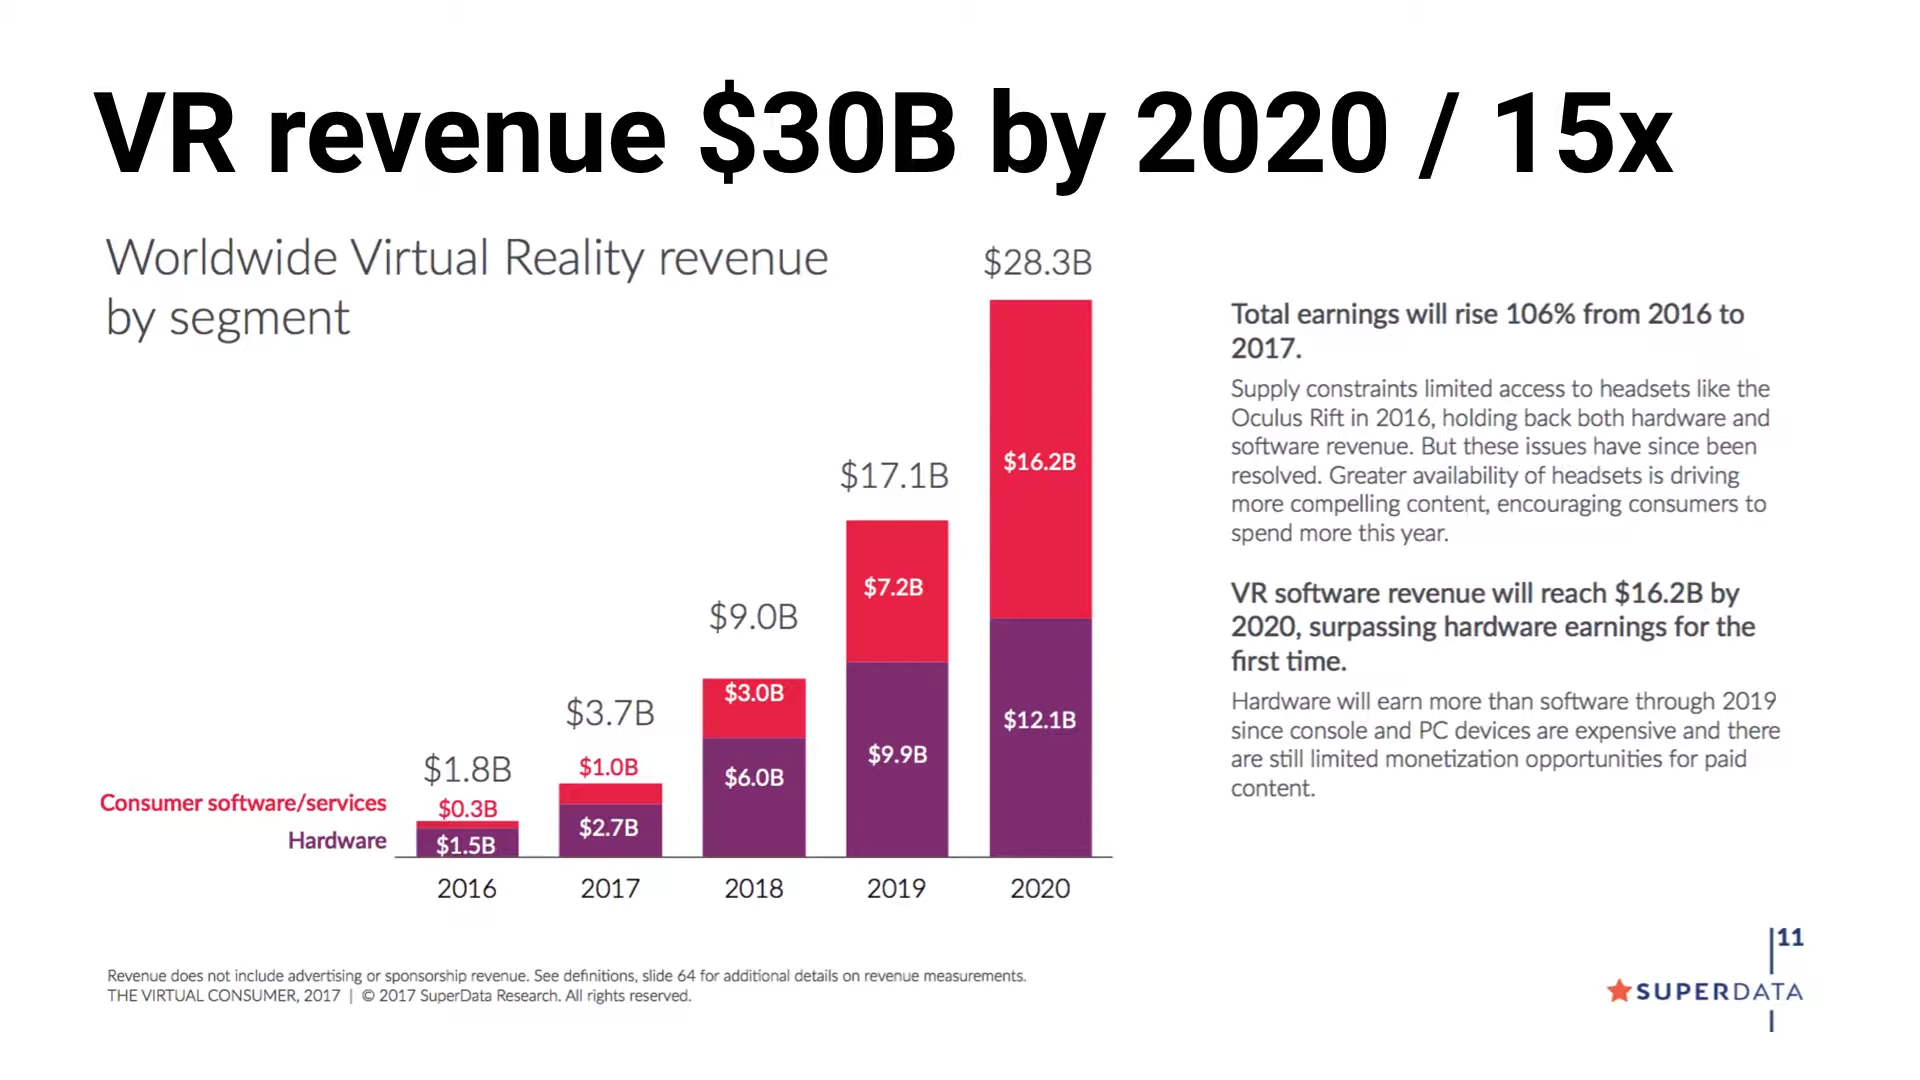 VR revenue $30B by 2020 / 15x
Worldwide Virtual Reality revenue
by segment
$28.3B
$16.2B
$12.1B
$17.1B
$7.2B
$9.9B
$9.0B
$3.0B
$6.0B
$3.7B
$1.0B
$2.7B
$1.8B
$0.3B
$1.5B
Consumer software/services
Hardware
2016
2017
2018
2019
2020
Total earnings will rise 106% from 2016 to
2017.
Supply constraints limited access to headsets like the
Oculus Rift in 2016, holding back both hardware and
software revenue. But these issues have since been
resolved. Greater availability of headsets is driving
more compelling content, encouraging consumers to
spend more this year.
VR software revenue will reach $16.2B by
2020, surpassing hardware earnings for the
first time.
Hardware will earn more than software through 2019
since console and PC devices are expensive and there
are still limited monetization opportunities for paid
content.
Revenue does not include advertising or sponsorship revenue. See definitions, slide 64 for additional details on revenue measurements.
THE VIRTUAL CONSUMER, 2017 | © 2017 SuperData Research. All rights reserved.
11
SUPERDATA